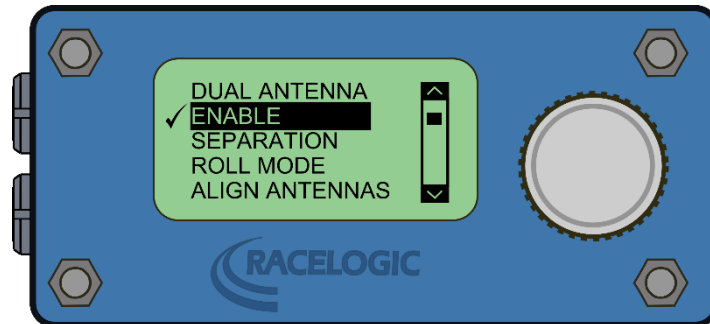 DUAL ANTENNA
ENABLE
SEPARATION
ROLL MODE
ALIGN ANTENNAS
RACELOGIC